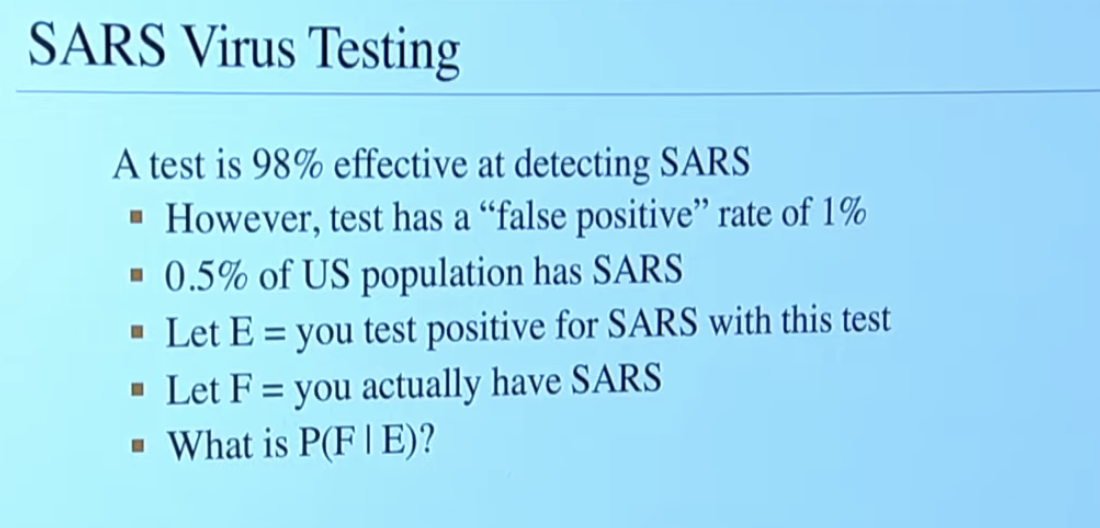 SARS Virus Testing
A test is 98% effective at detecting SARS
▪ However, test has a “false positive” rate of 1%
▪ 0.5% of US population has SARS
▪ Let E = you test positive for SARS with this test
▪ Let F = you actually have SARS
▪ What is P(F | E)?